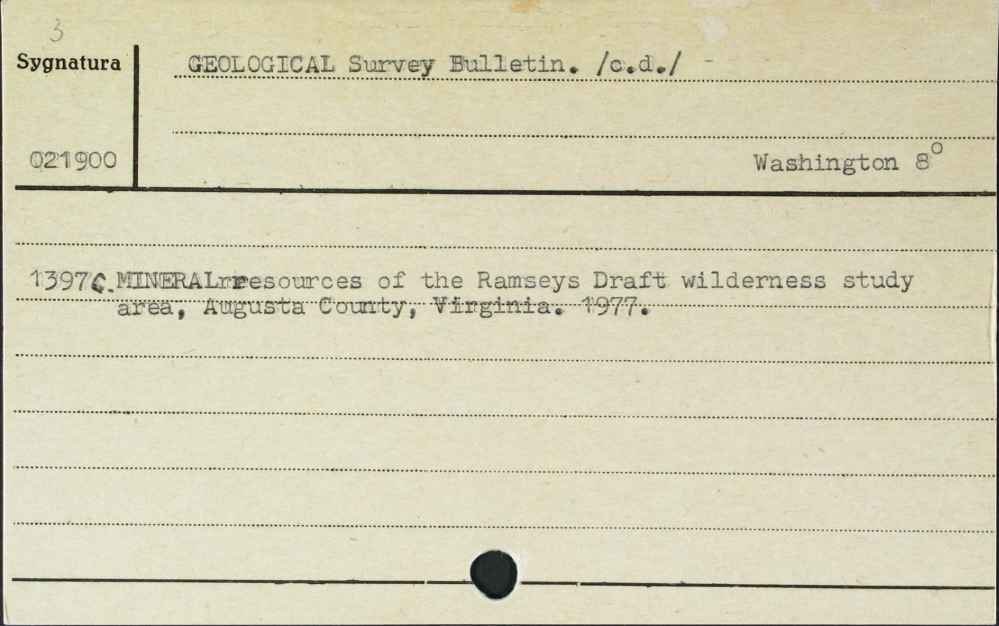 3
Sygnatura
GEOLOGICAL Survey Bulletin. /c.d./ -
021900
Washington 8°
1397C. MINERALrresources of the Ramseys Draft wilderness study
area, Augusta County, Virginia. 1977.